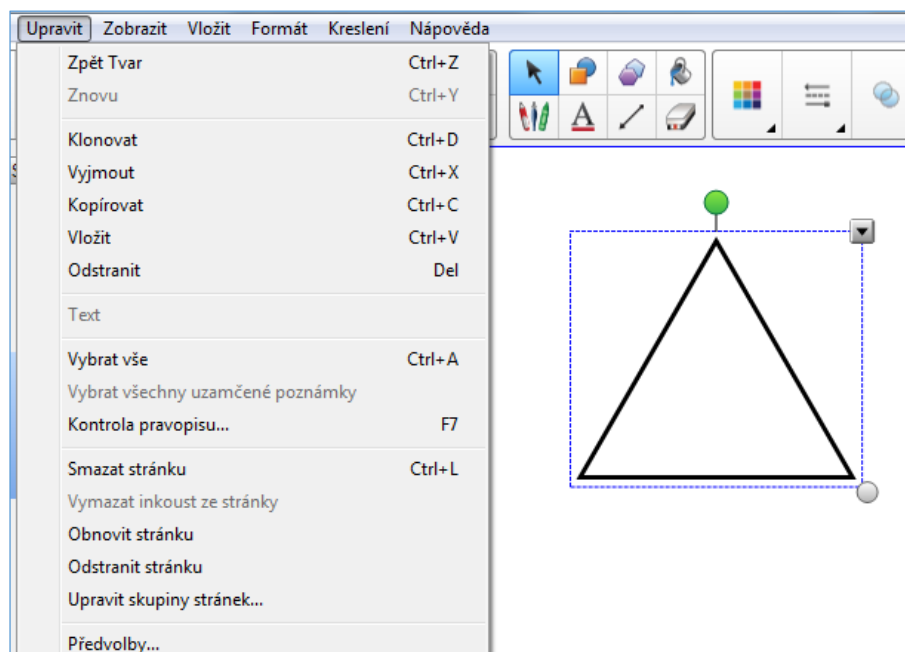 Upravit Zobrazit Vložit Formát Kreslení Nápověda
Zpět Tvar Ctrl+Z
Znovu Ctrl+Y
Klonovat Ctrl+D
Vyjmout Ctrl+X
Kopírovat Ctrl+C
Vložit Ctrl+V
Odstranit Del
Text
Vybrat vše Ctrl+A
Vybrat všechny uzamčené poznámky
Kontrola pravopisu... F7
Smazat stránku Ctrl+L
Vymazat inkoust ze stránky
Obnovit stránku
Odstranit stránku
Upravit skupiny stránek...
Předvolby...